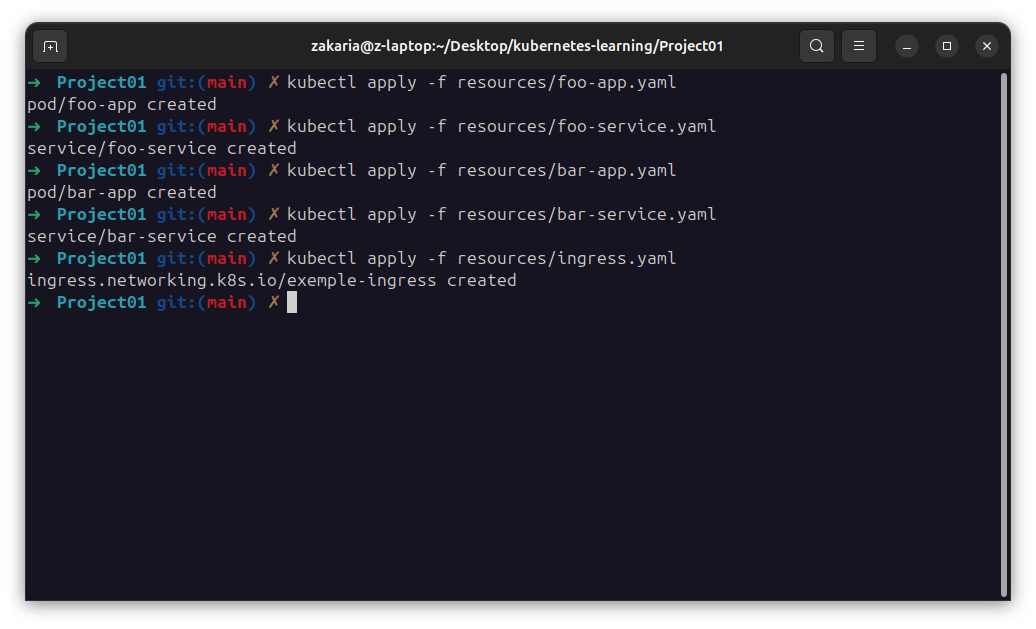 zakaria@z-laptop:~/Desktop/kubernetes-learning/Project01
➜ Project01 git:(main) ✗ kubectl apply -f resources/foo-app.yaml
pod/foo-app created
➜ Project01 git:(main) ✗ kubectl apply -f resources/foo-service.yaml
service/foo-service created
➜ Project01 git:(main) ✗ kubectl apply -f resources/bar-app.yaml
pod/bar-app created
➜ Project01 git:(main) ✗ kubectl apply -f resources/bar-service.yaml
service/bar-service created
➜ Project01 git:(main) ✗ kubectl apply -f resources/ingress.yaml
ingress.networking.k8s.io/exemple-ingress created
➜ Project01 git:(main) ✗